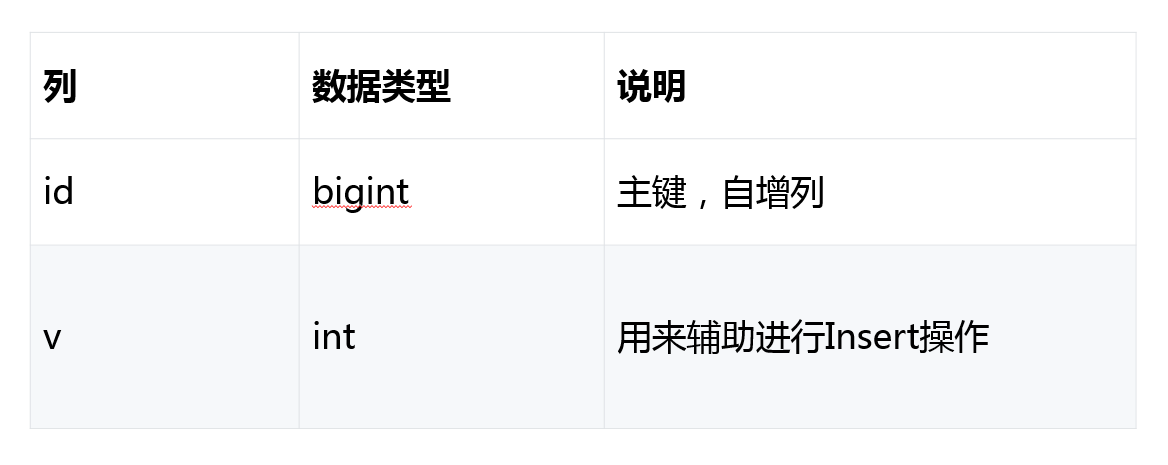 列 数据类型 说明
id bigint 主键，自增列
v int 用来辅助进行Insert操作